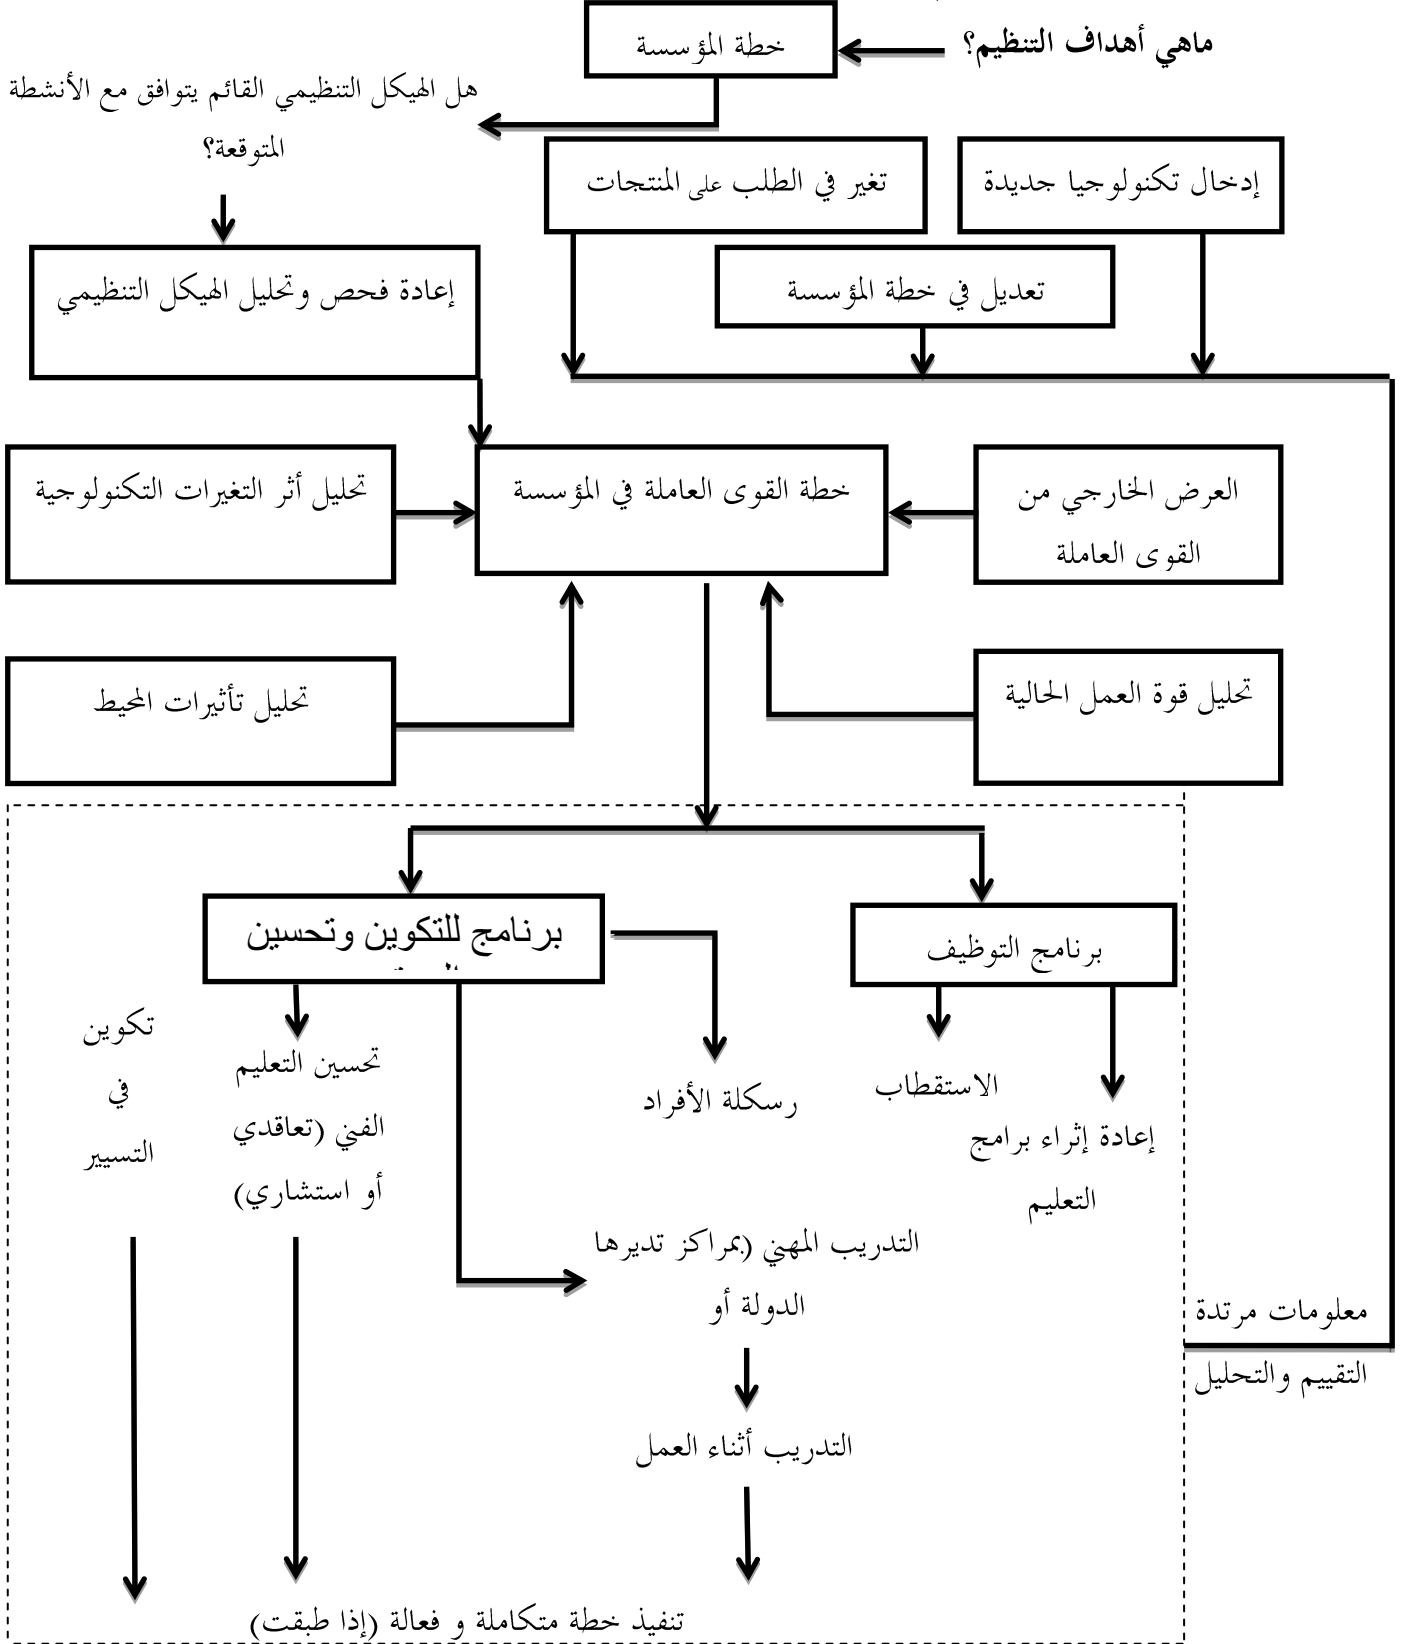 ماهي أهداف التنظيم؟
خطة المؤسسة
هل الهيكل التنظيمي القائم يتوافق مع الأنشطة
المتوقعة؟
إدخال تكنولوجيا جديدة
تغير في الطلب على المنتجات
تعديل في خطة المؤسسة
إعادة فحص وتحليل الهيكل التنظيمي
العرض الخارجي من
القوى العاملة
خطة القوى العاملة في المؤسسة
تحليل أثر التغيرات التكنولوجية
تحليل قوة العمل الحالية
تحليل تأثيرات المحيط
برنامج التوظيف
برنامج للتكوين وتحسين
الاستقطاب
إعادة إثراء برامج
التعليم
رسكلة الأفراد
تحسين التعليم
الفني (تعاقدي
أو استشاري)
تكوين
في
التسيير
التدريب المهني (بمراكز تديرها
الدولة أو
التدريب أثناء العمل
معلومات مرتدة
التقييم والتحليل
تنفيذ خطة متكاملة و فعالة (إذا طبقت)